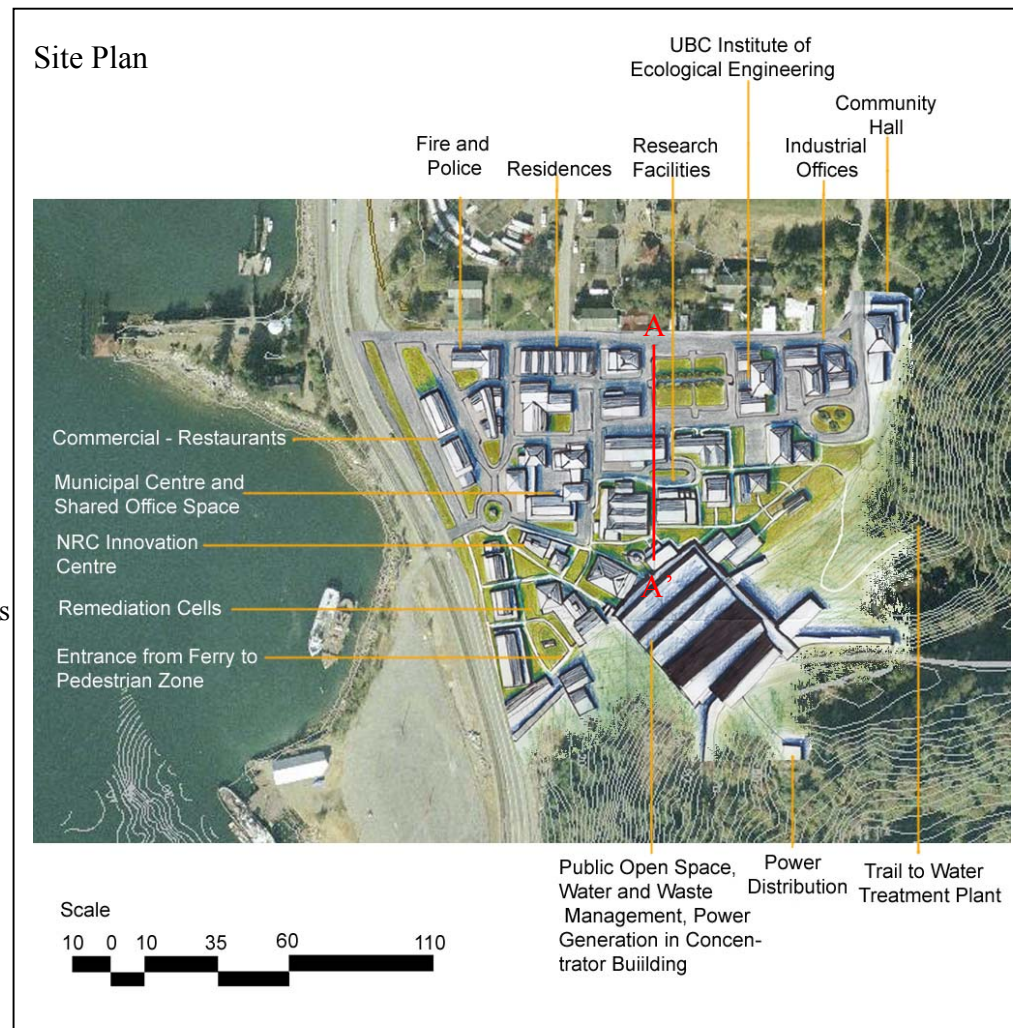 Site Plan
UBC Institute of
Ecological Engineering
Community
Hall
Fire and
Police
Residences
Research
Facilities
Industrial
Offices
A
Commercial - Restaurants
Municipal Centre and
Shared Office Space
NRC Innovation
Centre
A’
Remediation Cells
s
Entrance from Ferry to
Pedestrian Zone
Public Open Space,
Water and Waste
Management, Power
Generation in Concen-
trator Buiilding
Power
Distribution
Trail to Water
Treatment Plant
Scale
10 0 10 35 60 110